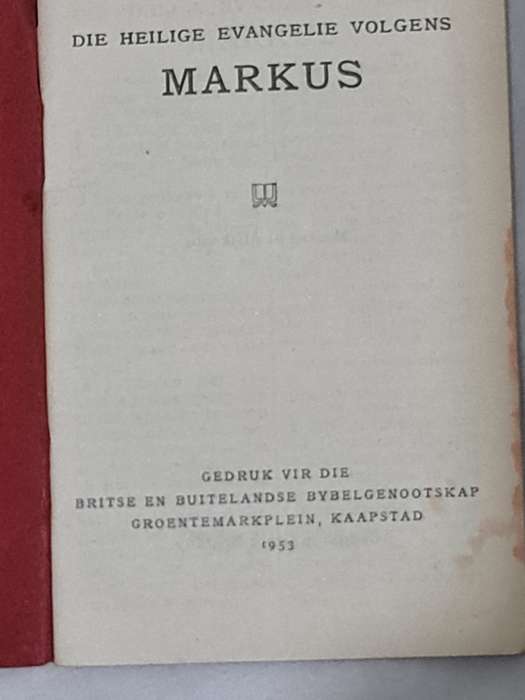 DIE HEILIGE EVANGELIE VOLGENS
MARKUS
GEDRUK VIR DIE
BRITSE EN BUITELANDSE BYBELGENOOTSKAP
GROENTEMARKPLEIN, KAAPSTAD
1953